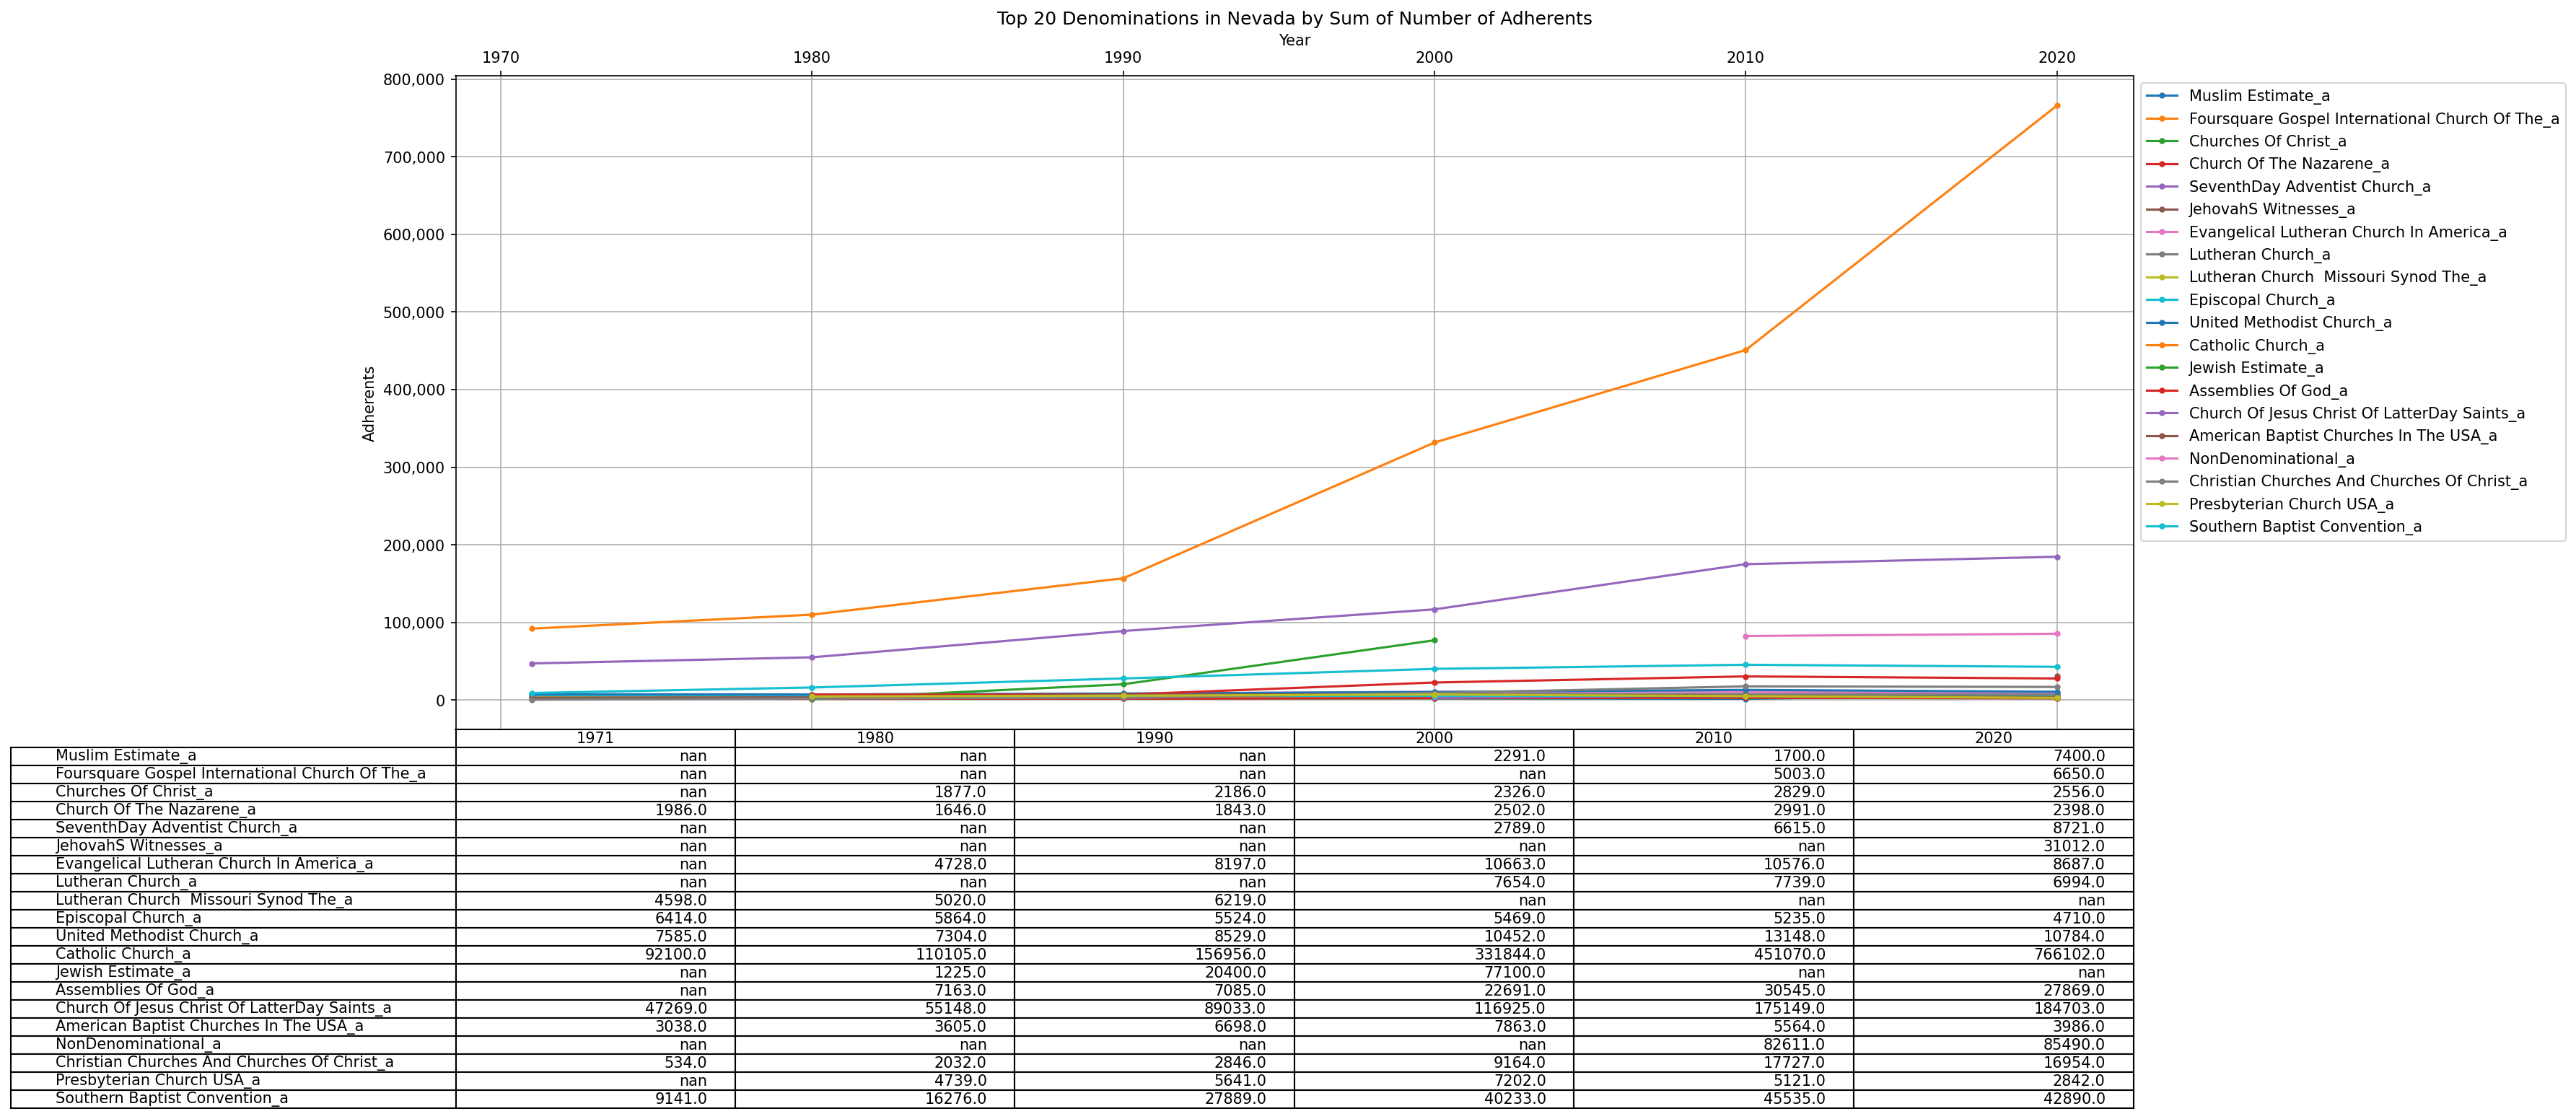 Top 20 Denominations in Nevada by Sum of Number of Adherents
Year
1970 1980 1990 2000 2010 2020
800,000
700,000
600,000
500,000
400,000
300,000
200,000
100,000
0
Adherents
Muslim Estimate_a
Foursquare Gospel International Church Of The_a
Churches Of Christ_a
Church Of The Nazarene_a
SeventhDay Adventist Church_a
JehovahS Witnesses_a
Evangelical Lutheran Church In America_a
Lutheran Church_a
Lutheran Church  Missouri Synod The_a
Episcopal Church_a
United Methodist Church_a
Catholic Church_a
Jewish Estimate_a
Assemblies Of God_a
Church Of Jesus Christ Of LatterDay Saints_a
American Baptist Churches In The USA_a
NonDenominational_a
Christian Churches And Churches Of Christ_a
Presbyterian Church USA_a
Southern Baptist Convention_a
1971 1980 1990 2000 2010 2020
Muslim Estimate_a nan nan nan 2291.0 1700.0 7400.0
Foursquare Gospel International Church Of The_a nan nan nan nan 5003.0 6650.0
Churches Of Christ_a nan 1877.0 2186.0 2326.0 2829.0 2556.0
Church Of The Nazarene_a 1986.0 1646.0 1843.0 2502.0 2991.0 2398.0
SeventhDay Adventist Church_a nan nan nan 2789.0 6615.0 8721.0
JehovahS Witnesses_a nan nan nan nan nan 31012.0
Evangelical Lutheran Church In America_a nan 4728.0 8197.0 10663.0 10576.0 8687.0
Lutheran Church_a nan nan nan 7654.0 7739.0 6994.0
Lutheran Church  Missouri Synod The_a 4598.0 5020.0 6219.0 nan nan nan
Episcopal Church_a 6414.0 5864.0 5524.0 5469.0 5235.0 4710.0
United Methodist Church_a 7585.0 7304.0 8529.0 10452.0 13148.0 10784.0
Catholic Church_a 92100.0 110105.0 156956.0 331844.0 451070.0 766102.0
Jewish Estimate_a nan 1225.0 20400.0 77100.0 nan nan
Assemblies Of God_a nan 7163.0 7085.0 22691.0 30545.0 27869.0
Church Of Jesus Christ Of LatterDay Saints_a 47269.0 55148.0 89033.0 116925.0 175149.0 184703.0
American Baptist Churches In The USA_a 3038.0 3605.0 6698.0 7863.0 5564.0 3986.0
NonDenominational_a nan nan nan nan 82611.0 85490.0
Christian Churches And Churches Of Christ_a 534.0 2032.0 2846.0 9164.0 17727.0 16954.0
Presbyterian Church USA_a nan 4739.0 5641.0 7202.0 5121.0 2842.0
Southern Baptist Convention_a 9141.0 16276.0 27889.0 40233.0 45535.0 42890.0